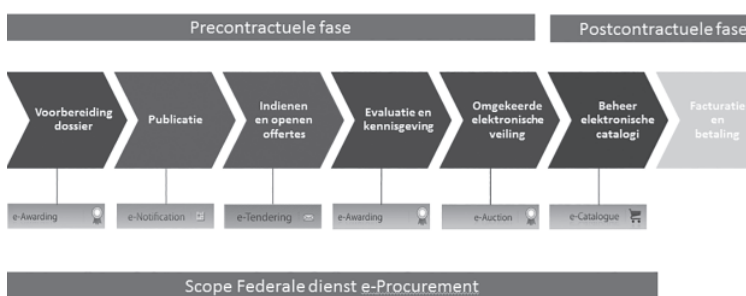 Precontractuele fase
Postcontractuele fase
Voorbereiding
dossier
Publicatie
Indienen
en openen
offertes
Evaluatie en
kennisgeving
Omgekeerde
elektronische
veiling
Beheer
elektronische
catalogi
Facturatie
en
betaling
e-Awarding
e-Notification
e-Tendering
e-Awarding
e-Auction
e-Catalogue
Scope Federale dienst e-Procurement